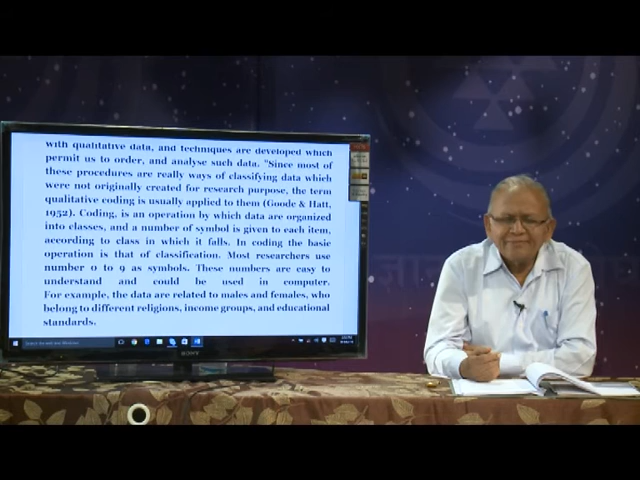 with qualitative data, and techniques are developed which
permit us to order, and analyse such data. "Since most of
these procedures are really ways of classifying data which
were not originally created for research purpose, the term
qualitative coding is usually applied to them (Goode & Hatt,
1952). Coding, is an operation by which data are organized
into classes, and a number of symbol is given to each item,
according to class in which it falls. In coding the basic
operation is that of classification. Most researchers use
number 0 to 9 as symbols. These numbers are easy to
understand and could be used in computer.
For example, the data are related to males and females, who
belong to different religions, income groups, and educational
standards.
SONY